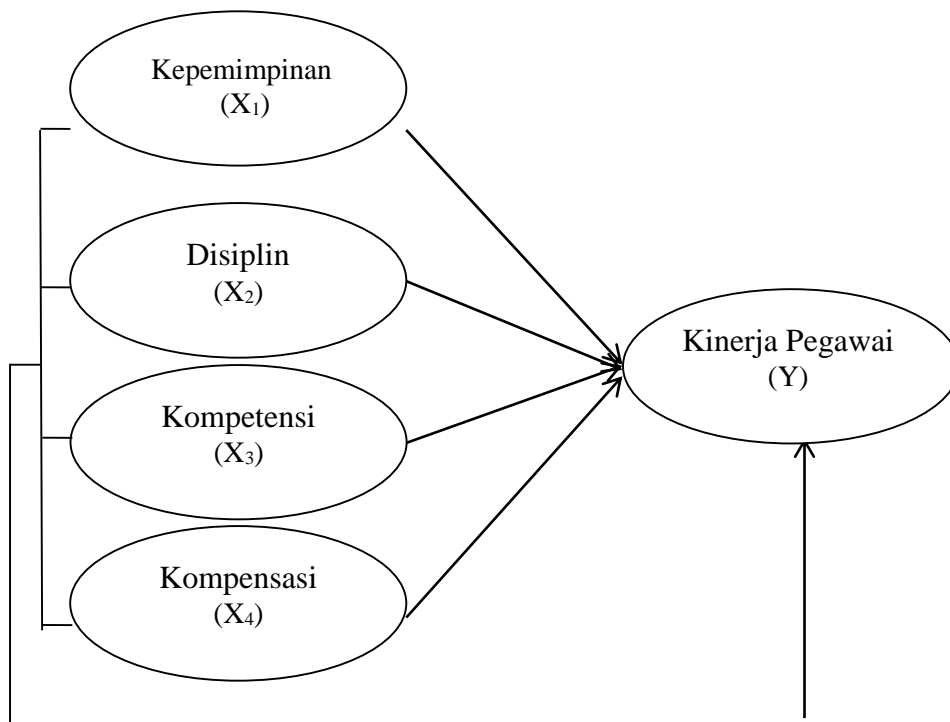 Kepemimpinan
(X₁)
Disiplin
(X₂)
Kompetensi
(X₃)
Kompensasi
(X₄)
Kinerja Pegawai
(Y)